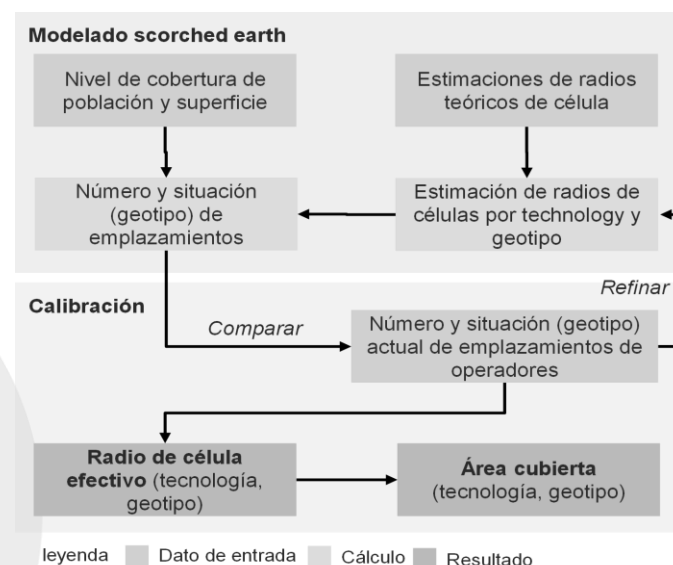 Modelado scorched earth
Nivel de cobertura de
población y superficie
Estimaciones de radios
teóricos de célula
Número y situación
(geotipo) de
emplazamientos
Estimación de radios de
células por technology y
geotipo
Refinar
Calibración
Comparar
Número y situación (geotipo)
actual de emplazamientos de
operadores
Radio de célula
efectivo (tecnología,
geotipo)
Área cubierta
(tecnología, geotipo)
leyenda Dato de entrada Cálculo Resultado